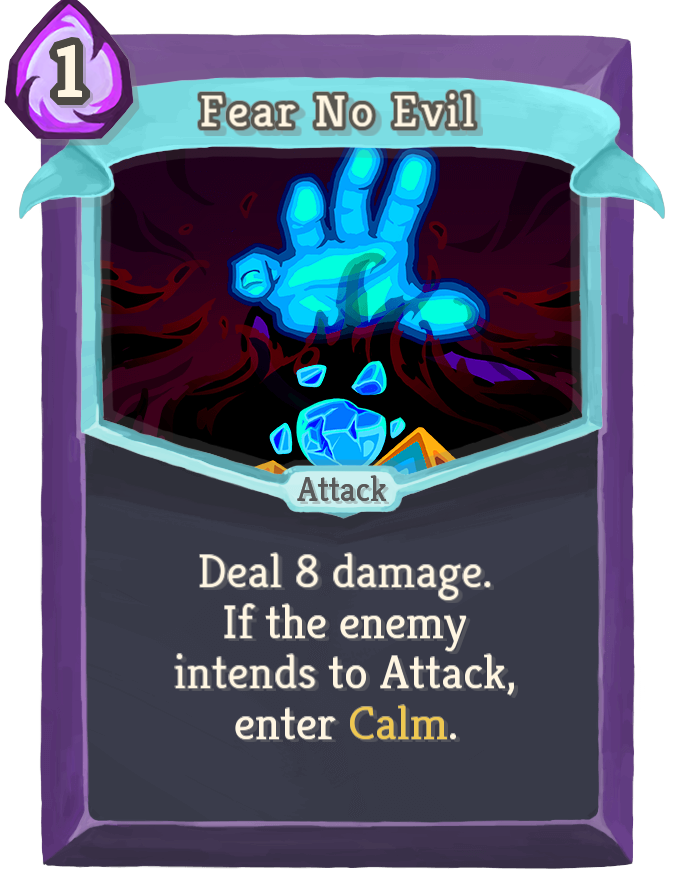 1
Fear No Evil
Attack
Deal 8 damage.
If the enemy
intends to Attack,
enter Calm.